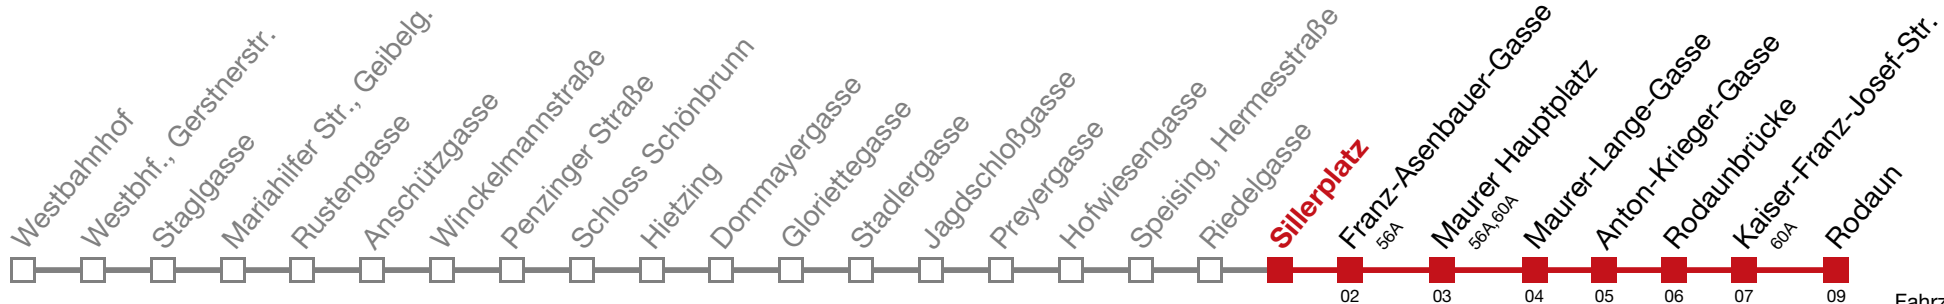 Westbahnhof
Westbhf., Gerstnerstr.
Staglgasse
Mariahilfer Str., Geibelg.
Rustengasse
Anschützgasse
Winckelmannstraße
Penzinger Straße
Schloss Schönbrunn
Hietzing
Dommayergasse
Gloriettegasse
Stadlergasse
Jagdschloßgasse
Preyergasse
Hofwiesengasse
Speising, Hermesstraße
Riedelgasse
Sillerplatz
Franz-Asenbauer-Gasse
56A
Maurer Hauptplatz
56A,60A
Maurer-Lange-Gasse
Anton-Krieger-Gasse
Rodaunbrücke
Kaiser-Franz-Josef-Str.
60A
Rodaun
02 03 04 05 06 07 09